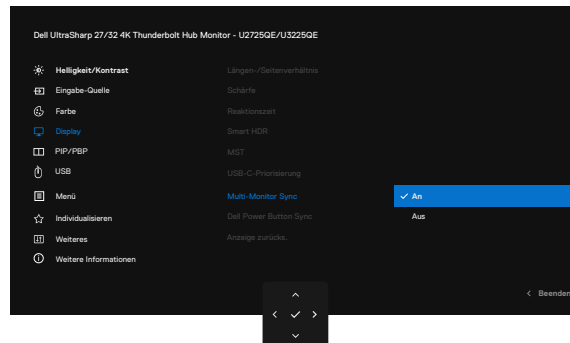 Dell UltraSharp 27/32 4K Thunderbolt Hub Monitor - U2725QE/U3225QE
Helligkeit/Kontrast
Längen-/Seitenverhältnis
Eingabe-Quelle
Schärfe
Farbe
Reaktionszeit
Display
Smart HDR
PIP/PBP
MST
USB
USB-C-Priorisierung
Menü
Multi-Monitor Sync
An
Individualisieren
Dell Power Button Sync
Aus
Weiteres
Anzeige zurücks.
Weitere Informationen
Beenden